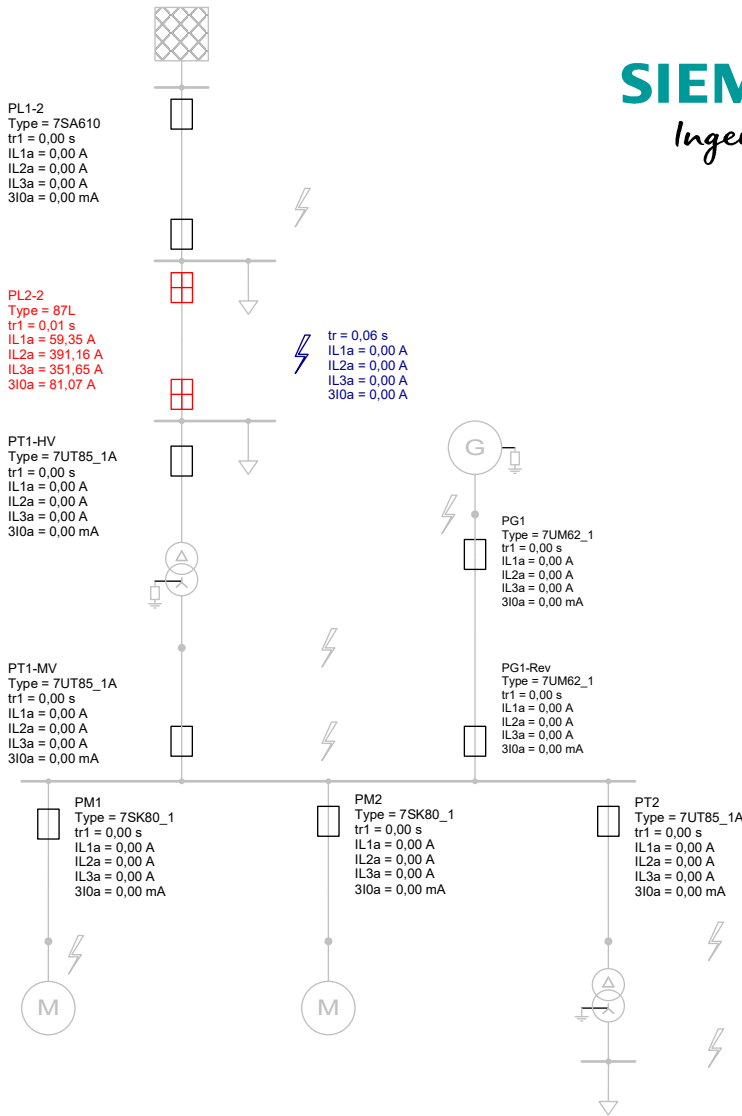 SIEM
Ingen
PL1-2
Type = 7SA610
tr1 = 0,00 s
IL1a = 0,00 A
IL2a = 0,00 A
IL3a = 0,00 A
3I0a = 0,00 mA
PL2-2
Type = 87L
tr1 = 0,01 s
IL1a = 59,35 A
IL2a = 391,16 A
IL3a = 351,65 A
3I0a = 81,07 A
tr = 0,06 s
IL1a = 0,00 A
IL2a = 0,00 A
IL3a = 0,00 A
3I0a = 0,00 A
PT1-HV
Type = 7UT85_1A
tr1 = 0,00 s
IL1a = 0,00 A
IL2a = 0,00 A
IL3a = 0,00 A
3I0a = 0,00 mA
G
PG1
Type = 7UM62_1
tr1 = 0,00 s
IL1a = 0,00 A
IL2a = 0,00 A
IL3a = 0,00 A
3I0a = 0,00 mA
PT1-MV
Type = 7UT85_1A
tr1 = 0,00 s
IL1a = 0,00 A
IL2a = 0,00 A
IL3a = 0,00 A
3I0a = 0,00 mA
PG1-Rev
Type = 7UM62_1
tr1 = 0,00 s
IL1a = 0,00 A
IL2a = 0,00 A
IL3a = 0,00 A
3I0a = 0,00 mA
PM1
Type = 7SK80_1
tr1 = 0,00 s
IL1a = 0,00 A
IL2a = 0,00 A
IL3a = 0,00 A
3I0a = 0,00 mA
PM2
Type = 7SK80_1
tr1 = 0,00 s
IL1a = 0,00 A
IL2a = 0,00 A
IL3a = 0,00 A
3I0a = 0,00 mA
PT2
Type = 7UT85_1A
tr1 = 0,00 s
IL1a = 0,00 A
IL2a = 0,00 A
IL3a = 0,00 A
3I0a = 0,00 mA
M
M